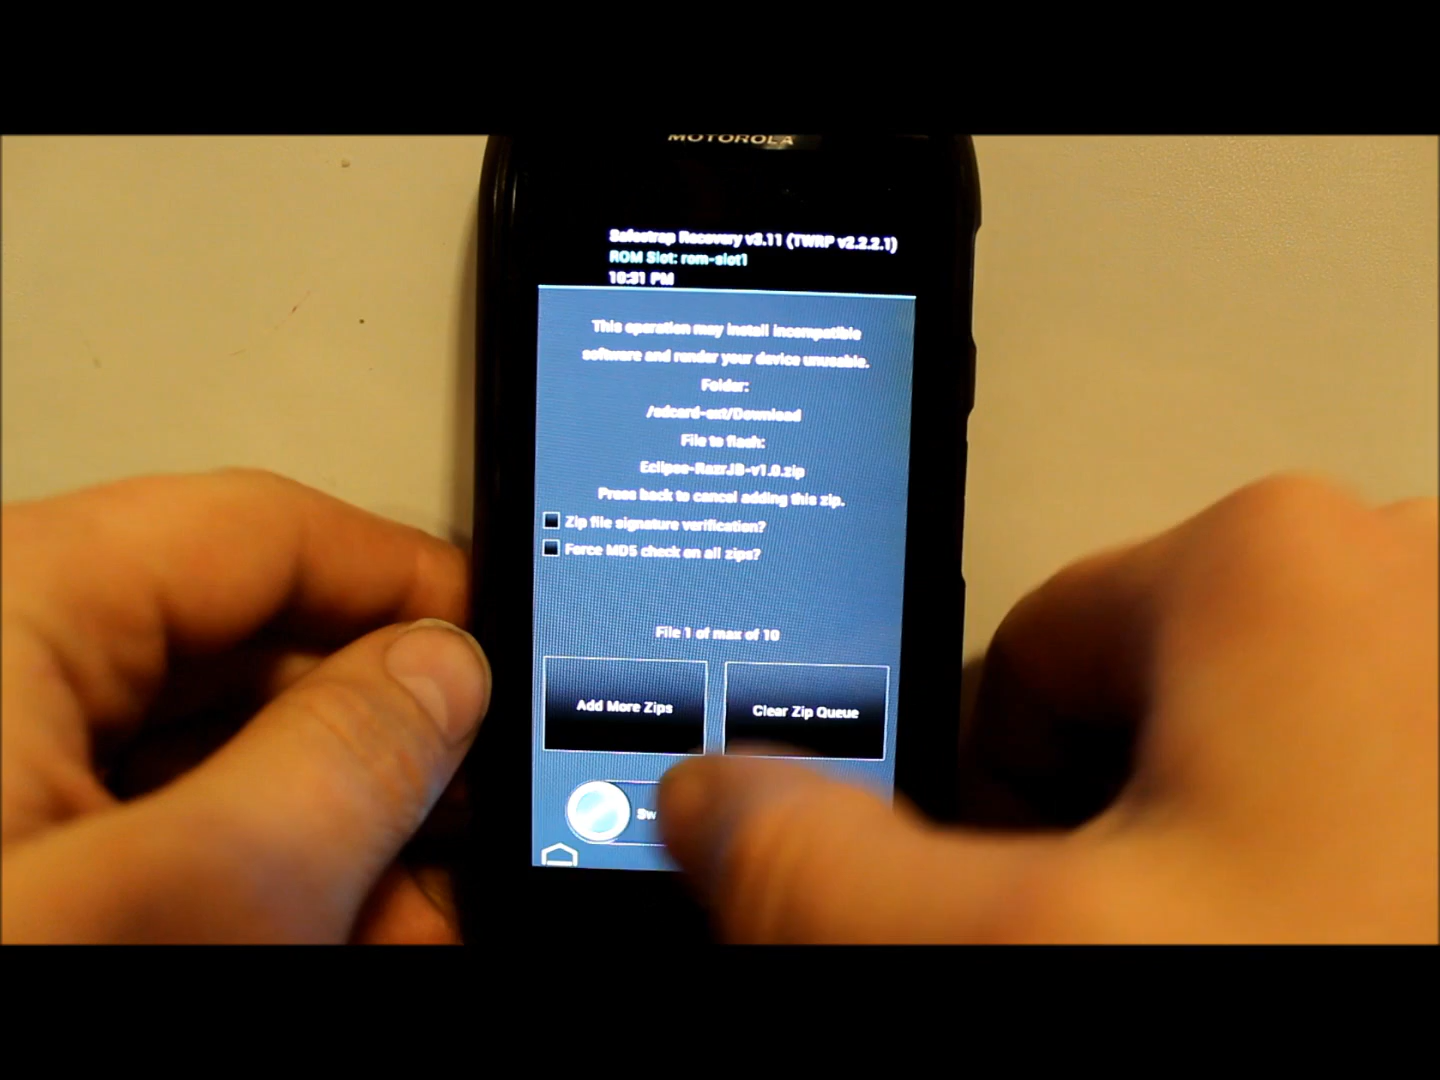 MOTOROLA
Safestrap Recovery v3.11 (TWRP v2.2.2.1)
ROM Slot: rom-slot1
10:31 PM
This operation may install incompatible
software and render your device unusable.
Folder:
/sdcard-ext/Download
File to flash:
Eclipse-RazrJB-v1.0.zip
Press back to cancel adding this zip.
Zip file signature verification?
Force MD5 check on all zips?
File 1 of max of 10
Add More Zips
Clear Zip Queue
Sw